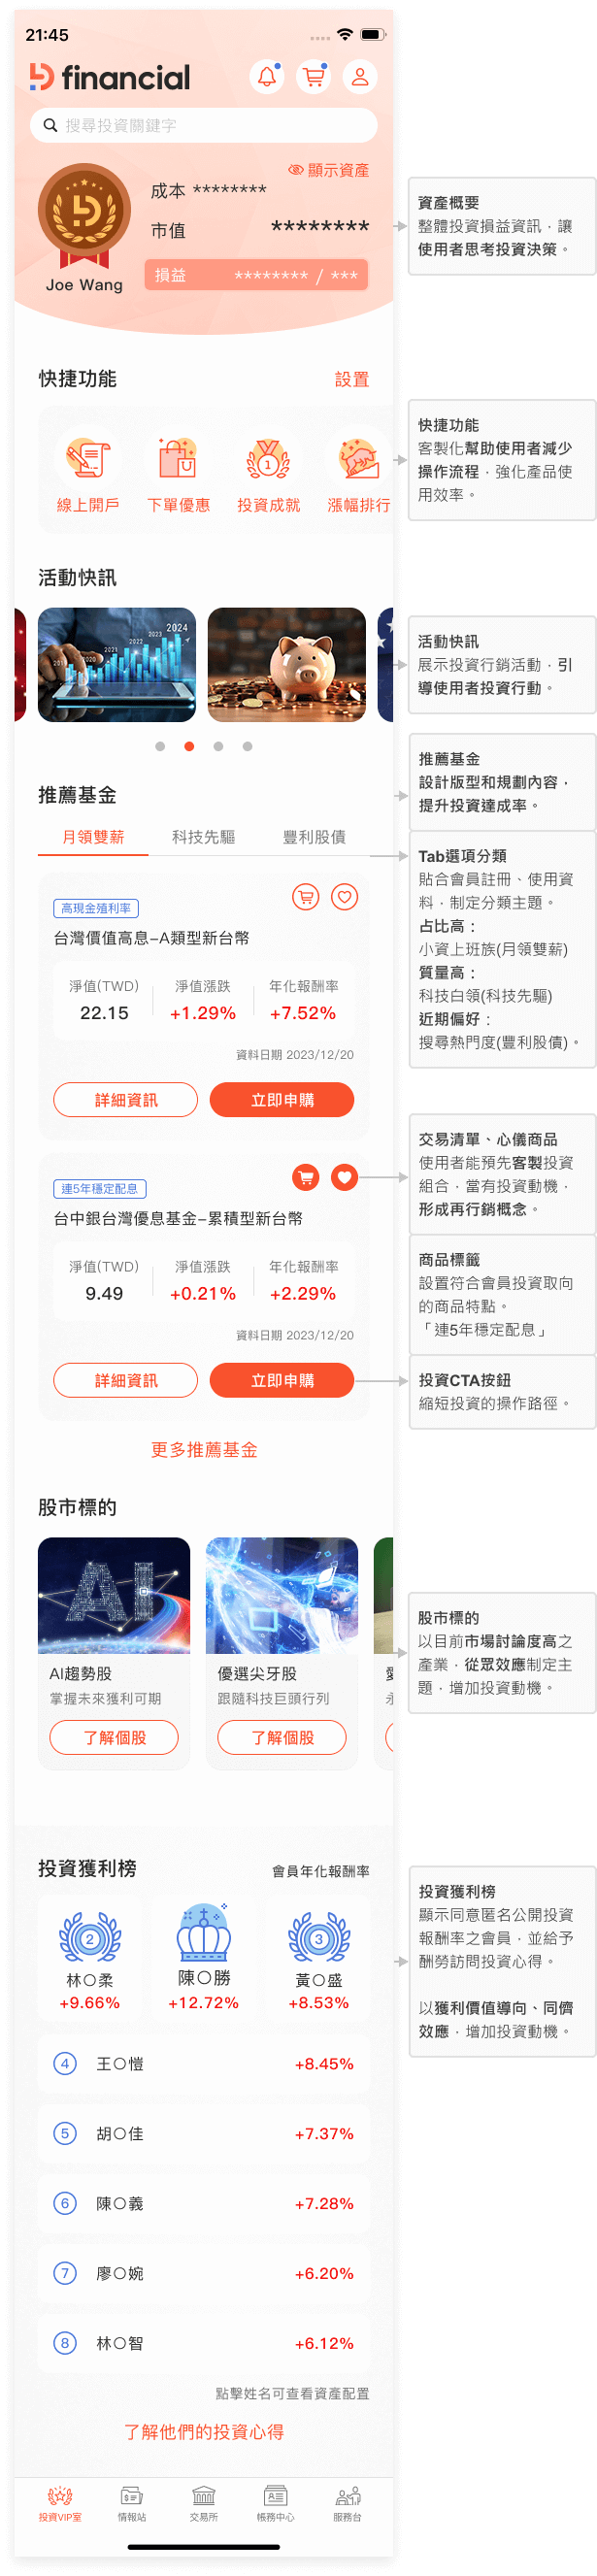 21:45
financial
搜尋投資關鍵字
顯示資產
成本 ********
市值 ********
損益 ******** / ***
Joe Wang
資產概要
整體投資損益資訊，讓
使用者思考投資決策。
快捷功能
設置
線上開戶
下單優惠
投資成就
漲幅排行
快捷功能
客製化幫助使用者減少
操作流程，強化產品使
用效率。
活動快訊
2021
2020
2022
2023
2024
活動快訊
展示投資行銷活動，引
導使用者投資行動。
推薦基金
月領雙薪
科技先驅
豐利股債
推薦基金
設計版型和規劃內容，
提升投資達成率。
Tab選項分類
貼合會員註冊、使用資
料，制定分類主題。
占比高：
小資上班族(月領雙薪)
質量高：
科技白領(科技先驅)
近期偏好：
搜尋熱門度(豐利股債)。
高現金殖利率
台灣價值高息–A類型新台幣
淨值(TWD)
22.15
淨值漲跌
+1.29%
年化報酬率
+7.52%
資料日期 2023/12/20
詳細資訊
立即申購
連5年穩定配息
台中銀台灣優息基金–累積型新台幣
淨值(TWD)
9.49
淨值漲跌
+0.21%
年化報酬率
+2.29%
資料日期 2023/12/20
詳細資訊
立即申購
更多推薦基金
交易清單、心儀商品
使用者能預先客製投資
組合，當有投資動機，
形成再行銷概念。
商品標籤
設置符合會員投資取向
的商品特點。
「連5年穩定配息」
投資CTA按鈕
縮短投資的操作路徑。
股市標的
AI
AI趨勢股
掌握未來獲利可期
了解個股
優選尖牙股
跟隨科技巨頭行列
了解個股
股市標的
以目前市場討論度高之
產業，從眾效應制定主
題，增加投資動機。
投資獲利榜
會員年化報酬率
2
林○柔
+9.66%
陳○勝
+12.72%
3
黃○盛
+8.53%
4 王○愷 +8.45%
5 胡○佳 +7.37%
6 陳○義 +7.28%
7 廖○婉 +6.20%
8 林○智 +6.12%
點擊姓名可查看資產配置
了解他們的投資心得
投資獲利榜
顯示同意匿名公開投資
報酬率之會員，並給予
酬勞訪問投資心得。
以獲利價值導向、同儕
效應，增加投資動機。
投資VIP室
情報站
交易所
帳務中心
服務台